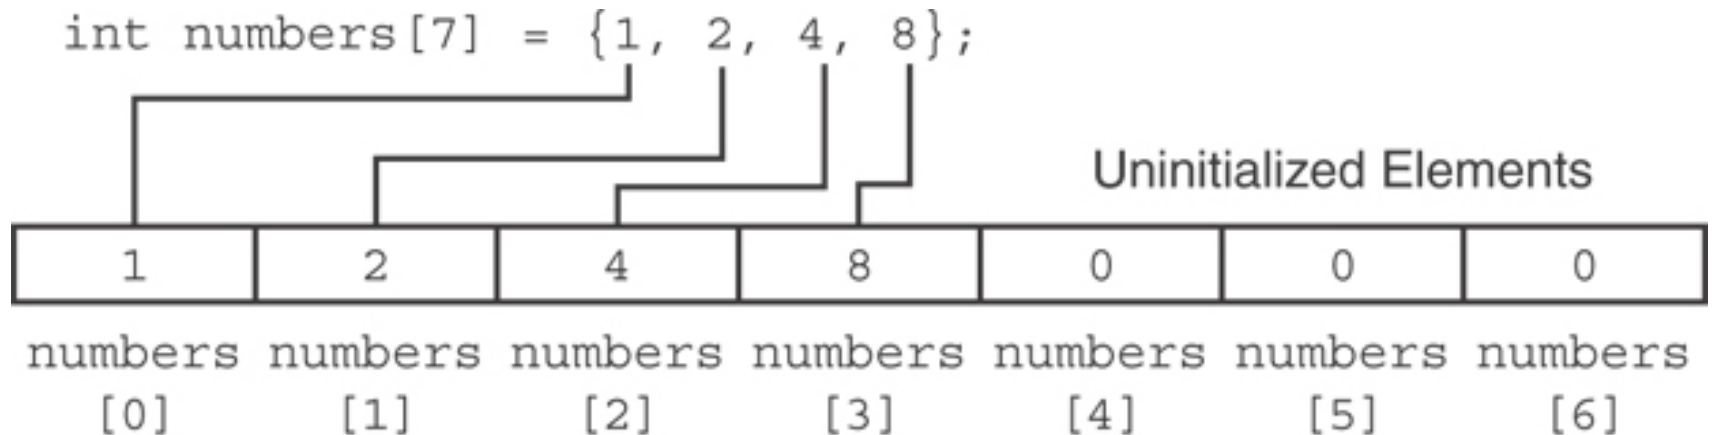 int numbers[7] = {1, 2, 4, 8};
Uninitialized Elements
1 2 4 8 0 0 0
numbers numbers numbers numbers numbers numbers numbers
[0] [1] [2] [3] [4] [5] [6]